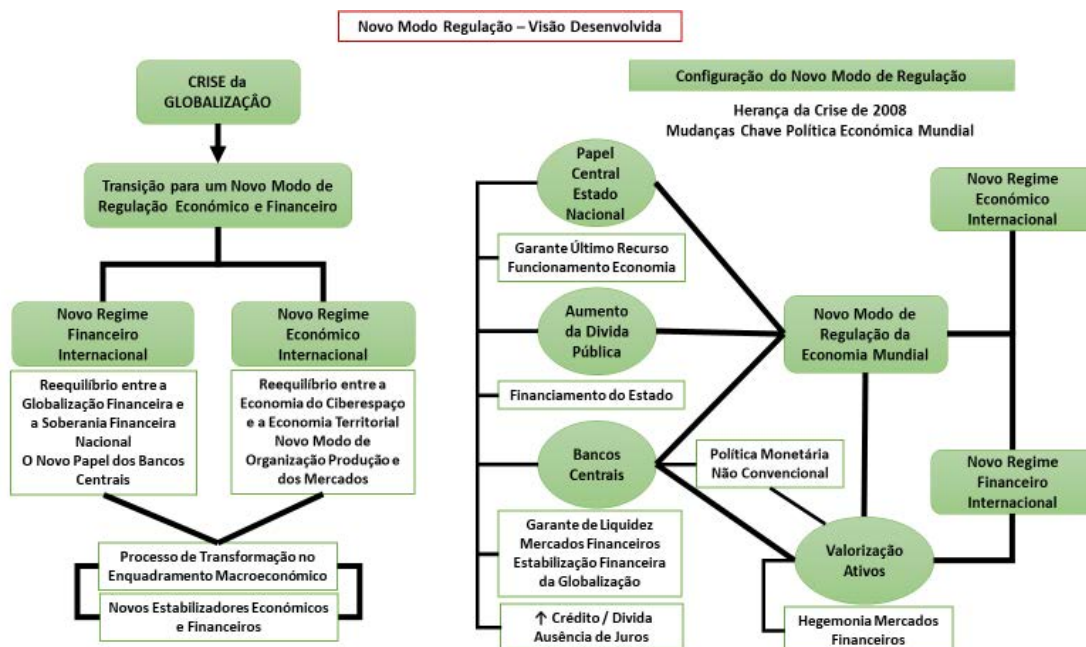 Novo Modo Regulação – Visão Desenvolvida
CRISE da
GLOBALIZAÇÃO
Transição para um Novo Modo de
Regulação Económico e Financeiro
Novo Regime
Financeiro
Internacional
Reequilíbrio entre a
Globalização Financeira e
a Soberania Financeira
Nacional
O Novo Papel dos Bancos
Centrais
Novo Regime
Económico
Internacional
Reequilíbrio entre a
Economia do Ciberespaço
e a Economia Territorial
Novo Modo de
Organização Produção e
dos Mercados
Processo de Transformação no
Enquadramento Macroeconómico
Novos Estabilizadores Económicos
e Financeiros
Configuração do Novo Modo de Regulação
Herança da Crise de 2008
Mudanças Chave Política Económica Mundial
Papel
Central
Estado
Nacional
Garante Último Recurso
Funcionamento Economia
Aumento
da Divida
Pública
Financiamento do Estado
Bancos
Centrais
Garante de Liquidez
Mercados Financeiros
Estabilização Financeira
da Globalização
↑ Crédito / Divida
Ausência de Juros
Política Monetária
Não Convencional
Novo Modo de
Regulação da
Economia Mundial
Valorização
Ativos
Hegemonia Mercados
Financeiros
Novo Regime
Económico
Internacional
Novo Regime
Financeiro
Internacional